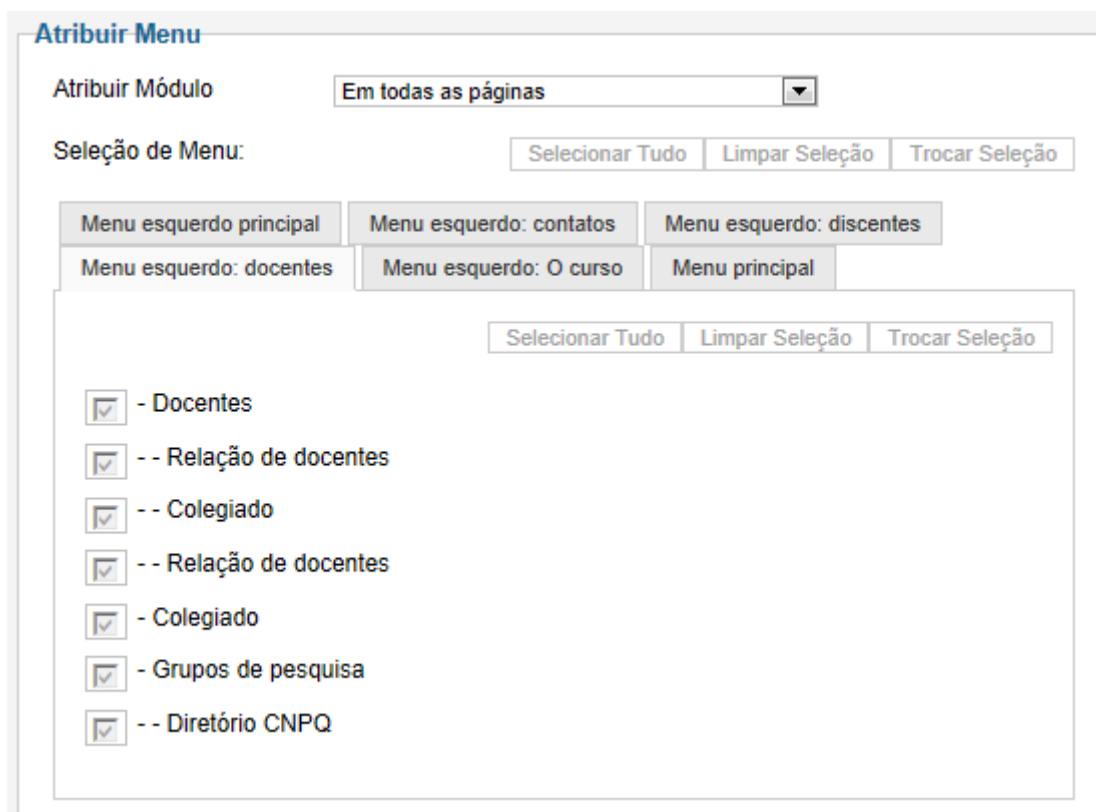 Atribuir Menu
Atribuir Módulo Em todas as páginas
Seleção de Menu: Selecionar Tudo Limpar Seleção Trocar Seleção
Menu esquerdo principal Menu esquerdo: contatos Menu esquerdo: discentes
Menu esquerdo: docentes Menu esquerdo: O curso Menu principal
Selecionar Tudo Limpar Seleção Trocar Seleção
- Docentes
- - Relação de docentes
- - Colegiado
- - Relação de docentes
- Colegiado
- Grupos de pesquisa
- - Diretório CNPQ